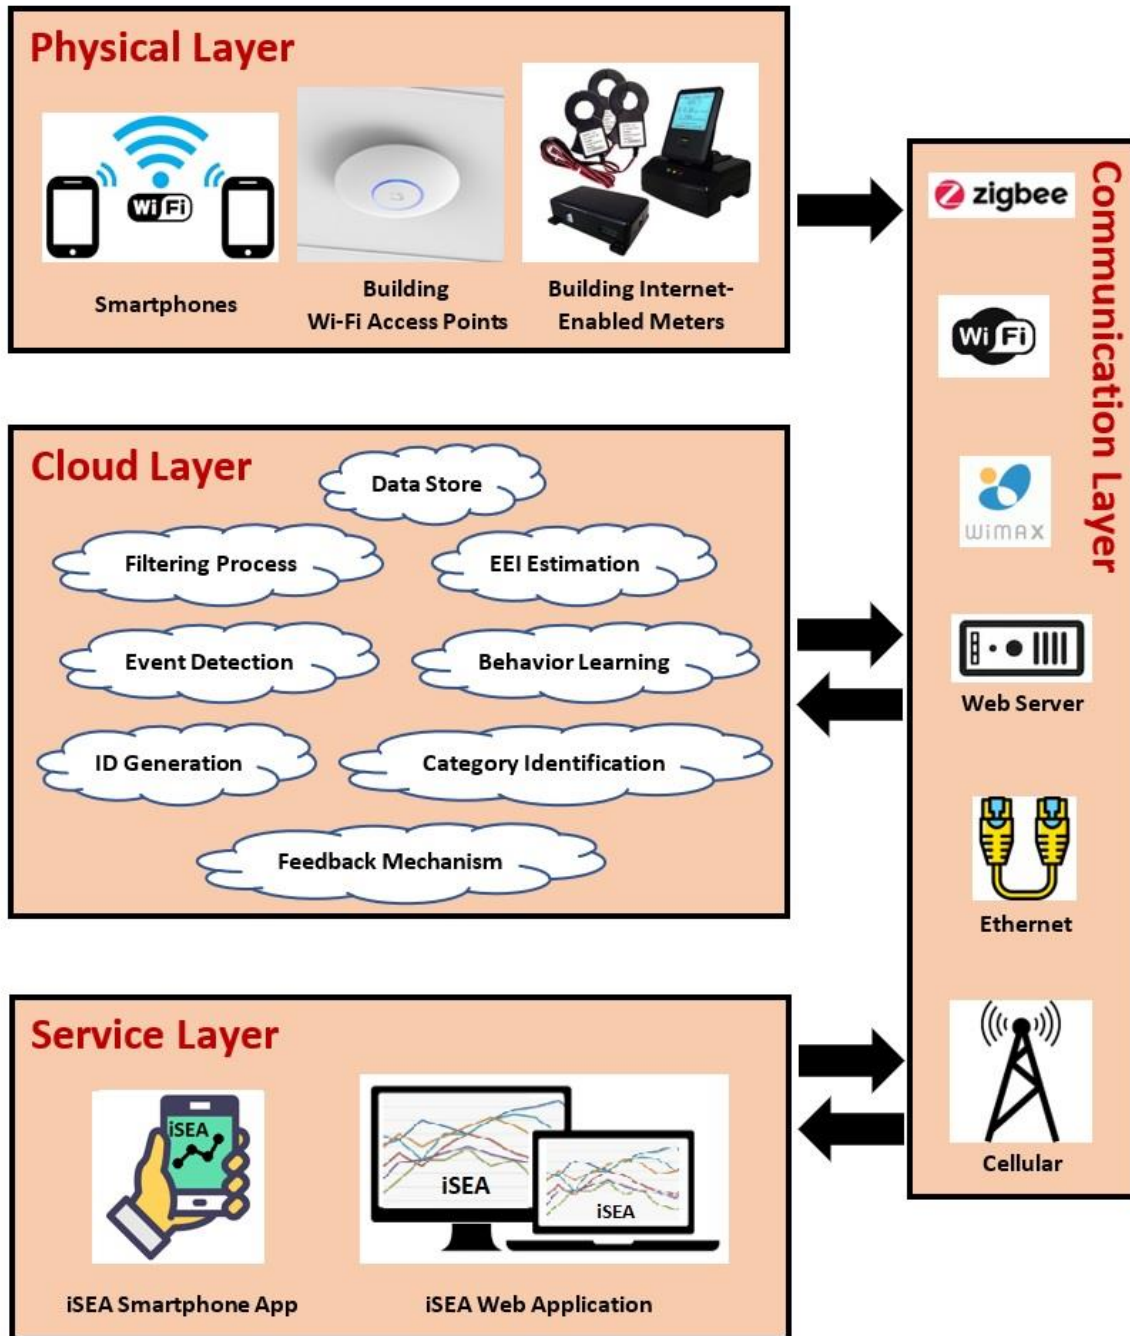 Physical Layer
Wi Fi
Smartphones
Building
Wi-Fi Access Points
Building Internet-
Enabled Meters
Communication Layer
zigbee
Wi Fi
WiMAX
Web Server
Ethernet
Cellular
Cloud Layer
Data Store
Filtering Process
EEI Estimation
Event Detection
Behavior Learning
ID Generation
Category Identification
Feedback Mechanism
Service Layer
iSEA
iSEA
iSEA
iSEA Smartphone App
iSEA Web Application